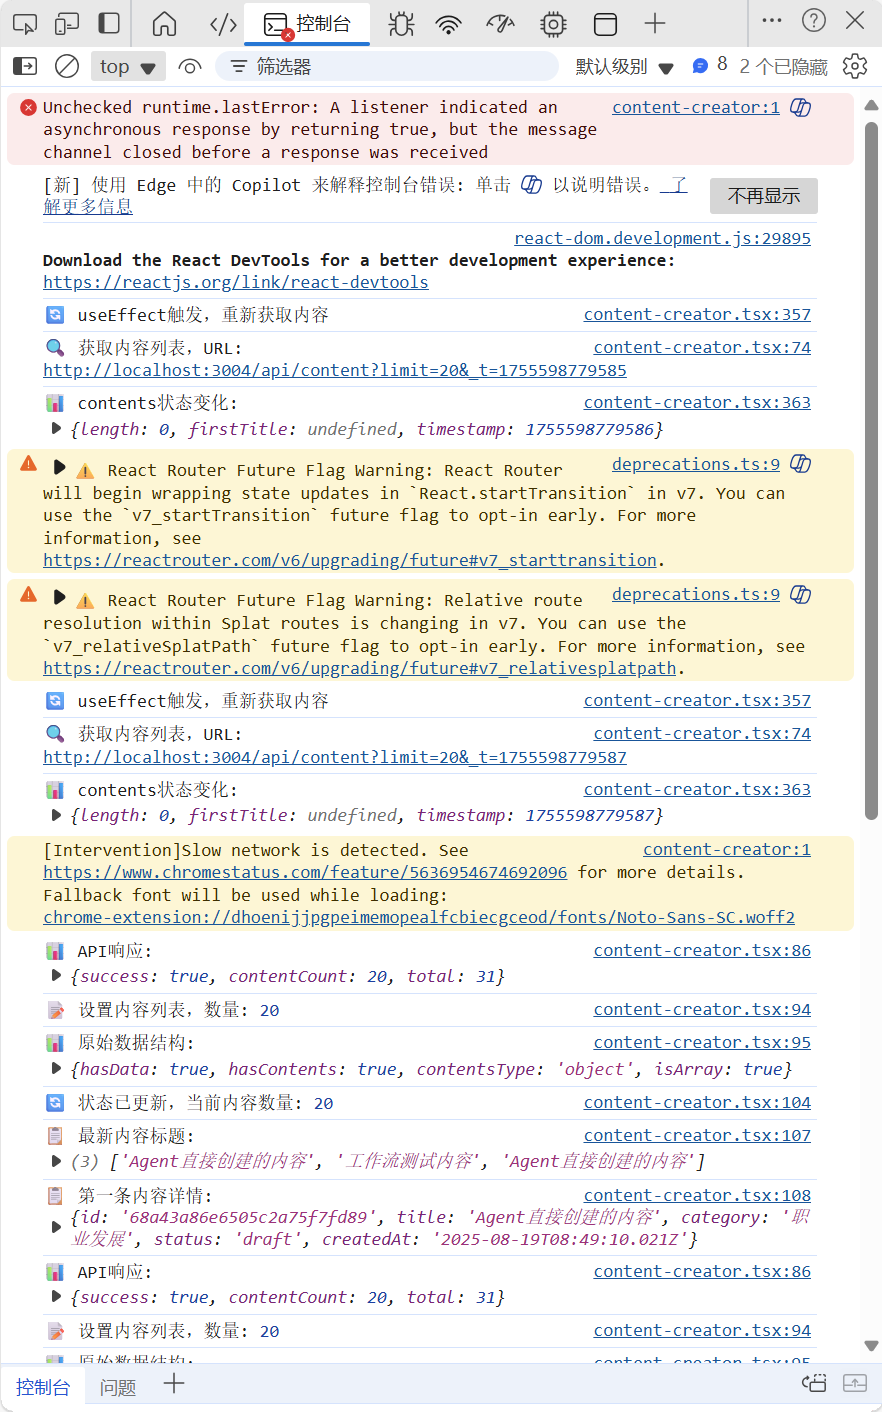 控制台
top
筛选器
默认级别
8
2 个已隐藏
Unchecked runtime.lastError: A listener indicated an content-creator:1
asynchronous response by returning true, but the message
channel closed before a response was received
[新] 使用 Edge 中的 Copilot 来解释控制台错误: 单击 以说明错误。 了
解更多信息
不再显示
react-dom.development.js:29895
Download the React DevTools for a better development experience:
https://reactjs.org/link/react-devtools
useEffect触发，重新获取内容 content-creator.tsx:357
获取内容列表，URL: content-creator.tsx:74
http://localhost:3004/api/content?limit=20&_t=1755598779585
contents状态变化: content-creator.tsx:363
{length: 0, firstTitle: undefined, timestamp: 1755598779586}
React Router Future Flag Warning: React Router deprecations.ts:9
will begin wrapping state updates in `React.startTransition` in v7. You can
use the `v7_startTransition` future flag to opt-in early. For more
information, see
https://reactrouter.com/v6/upgrading/future#v7_starttransition.
React Router Future Flag Warning: Relative route deprecations.ts:9
resolution within Splat routes is changing in v7. You can use the
`v7_relativeSplatPath` future flag to opt-in early. For more information, see
https://reactrouter.com/v6/upgrading/future#v7_relativesplatpath.
useEffect触发，重新获取内容 content-creator.tsx:357
获取内容列表，URL: content-creator.tsx:74
http://localhost:3004/api/content?limit=20&_t=1755598779587
contents状态变化: content-creator.tsx:363
{length: 0, firstTitle: undefined, timestamp: 1755598779587}
[Intervention]Slow network is detected. See content-creator:1
https://www.chromestatus.com/feature/5636954674692096 for more details.
Fallback font will be used while loading:
chrome-extension://dhoenijjpgpeimemopealfcbiecgceod/fonts/Noto-Sans-SC.woff2
API响应: content-creator.tsx:86
{success: true, contentCount: 20, total: 31}
设置内容列表，数量: 20 content-creator.tsx:94
原始数据结构: content-creator.tsx:95
{hasData: true, hasContents: true, contentsType: 'object', isArray: true}
状态已更新，当前内容数量: 20 content-creator.tsx:104
最新内容标题: content-creator.tsx:107
(3) ['Agent直接创建的内容', '工作流测试内容', 'Agent直接创建的内容']
第一条内容详情: content-creator.tsx:108
{id: '68a43a86e6505c2a75f7fd89', title: 'Agent直接创建的内容', category: '职
业发展', status: 'draft', createdAt: '2025-08-19T08:49:10.021Z'}
API响应: content-creator.tsx:86
{success: true, contentCount: 20, total: 31}
设置内容列表，数量: 20 content-creator.tsx:94
原始数据结构: content-creator.tsx:95
控制台
问题